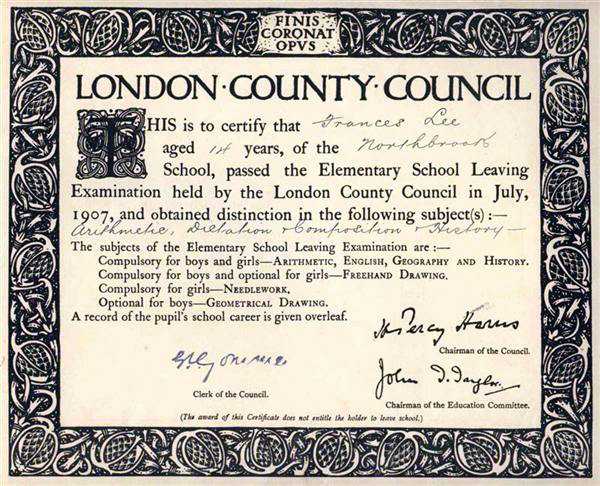 FINIS
CORONAT
OPVS
LONDON·COUNTY·COUNCIL
THIS is to certify that Frances Lee
aged 14 years, of the Northbrook
School, passed the Elementary School Leaving
Examination held by the London County Council in July,
1907, and obtained distinction in the following subject(s):—
Arithmetic, Dictation & Composition & History—
The subjects of the Elementary School Leaving Examination are:—
Compulsory for boys and girls—ARITHMETIC, ENGLISH, GEOGRAPHY AND HISTORY.
Compulsory for boys and optional for girls—FREEHAND DRAWING.
Compulsory for girls—NEEDLEWORK.
Optional for boys—GEOMETRICAL DRAWING.
A record of the pupil's school career is given overleaf.
Percy Harris
Chairman of the Council.
Clerk of the Council.
John D. Taylor
Chairman of the Education Committee.
(The award of this Certificate does not entitle the holder to leave school.)